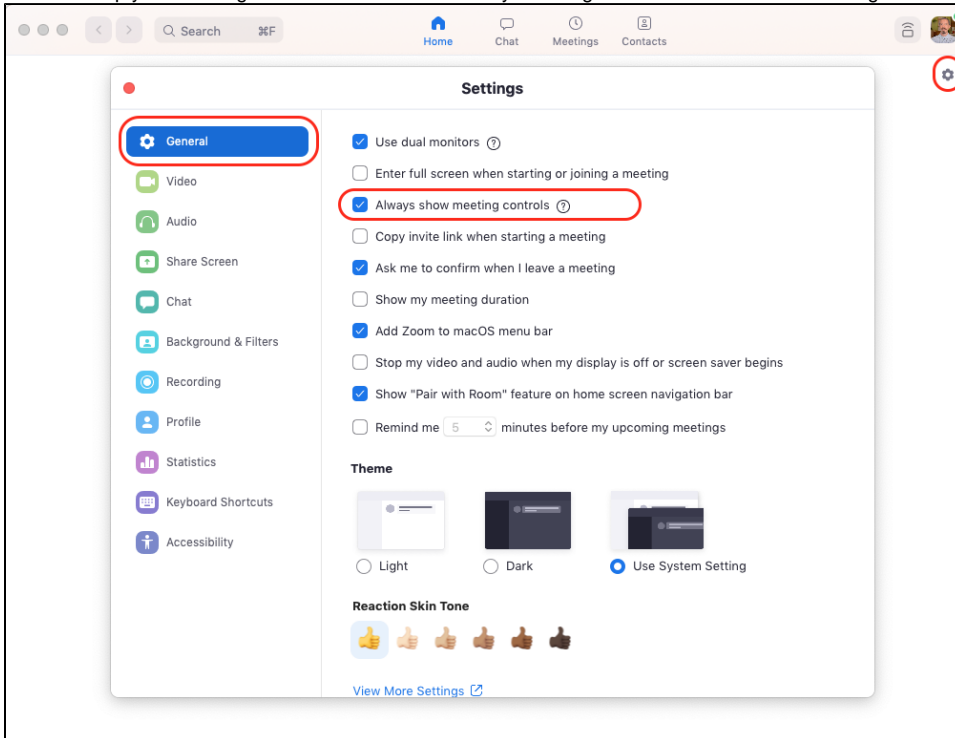 Search ⌘F
Home Chat Meetings Contacts
Settings
General
Video
Audio
Share Screen
Chat
Background & Filters
Recording
Profile
Statistics
Keyboard Shortcuts
Accessibility
Use dual monitors
Enter full screen when starting or joining a meeting
Always show meeting controls
Copy invite link when starting a meeting
Ask me to confirm when I leave a meeting
Show my meeting duration
Add Zoom to macOS menu bar
Stop my video and audio when my display is off or screen saver begins
Show "Pair with Room" feature on home screen navigation bar
Remind me 5 minutes before my upcoming meetings
Theme
Light Dark Use System Setting
Reaction Skin Tone
View More Settings